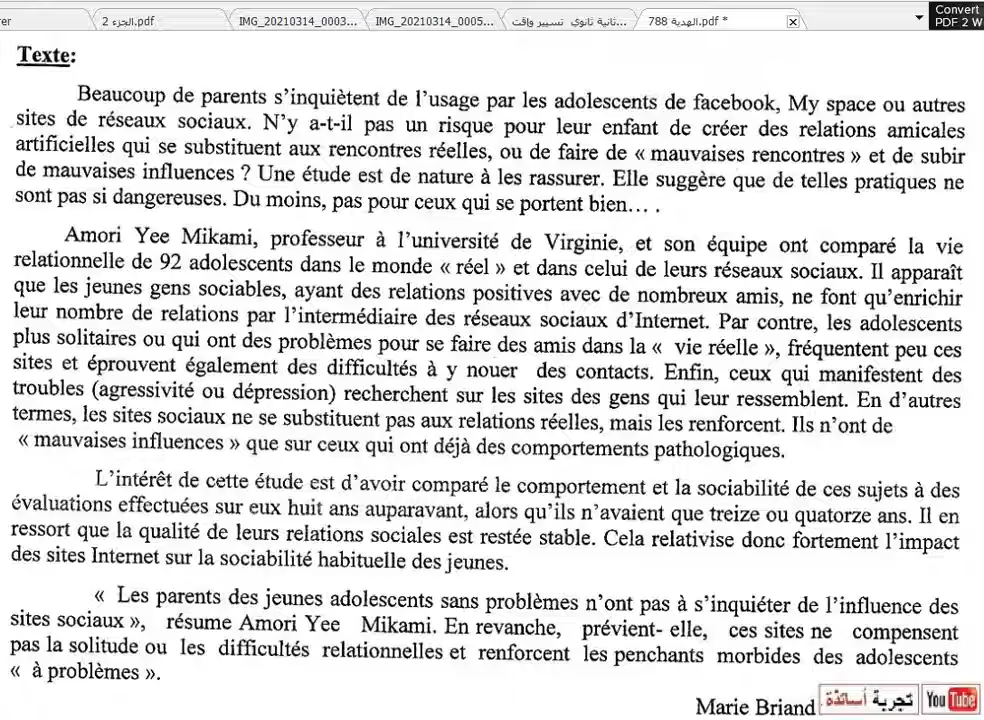 er
الجزء 2.pdf
IMG_20210314_0003...
IMG_20210314_0005...
ثانية ثانوي تسيير واقت...
الهدية 788.pdf *
Convert
PDF 2 W
Texte:
Beaucoup de parents s’inquiètent de l’usage par les adolescents de facebook, My space ou autres
sites de réseaux sociaux. N’y a-t-il pas un risque pour leur enfant de créer des relations amicales
artificielles qui se substituent aux rencontres réelles, ou de faire de « mauvaises rencontres » et de subir
de mauvaises influences ? Une étude est de nature à les rassurer. Elle suggère que de telles pratiques ne
sont pas si dangereuses. Du moins, pas pour ceux qui se portent bien… .
Amori Yee Mikami, professeur à l’université de Virginie, et son équipe ont comparé la vie
relationnelle de 92 adolescents dans le monde « réel » et dans celui de leurs réseaux sociaux. Il apparaît
que les jeunes gens sociables, ayant des relations positives avec de nombreux amis, ne font qu’enrichir
leur nombre de relations par l’intermédiaire des réseaux sociaux d’Internet. Par contre, les adolescents
plus solitaires ou qui ont des problèmes pour se faire des amis dans la « vie réelle », fréquentent peu ces
sites et éprouvent également des difficultés à y nouer des contacts. Enfin, ceux qui manifestent des
troubles (agressivité ou dépression) recherchent sur les sites des gens qui leur ressemblent. En d’autres
termes, les sites sociaux ne se substituent pas aux relations réelles, mais les renforcent. Ils n’ont de
« mauvaises influences » que sur ceux qui ont déjà des comportements pathologiques.
L’intérêt de cette étude est d’avoir comparé le comportement et la sociabilité de ces sujets à des
évaluations effectuées sur eux huit ans auparavant, alors qu’ils n’avaient que treize ou quatorze ans. Il en
ressort que la qualité de leurs relations sociales est restée stable. Cela relativise donc fortement l’impact
des sites Internet sur la sociabilité habituelle des jeunes.
« Les parents des jeunes adolescents sans problèmes n’ont pas à s’inquiéter de l’influence des
sites sociaux », résume Amori Yee Mikami. En revanche, prévient- elle, ces sites ne compensent
pas la solitude ou les difficultés relationnelles et renforcent les penchants morbides des adolescents
« à problèmes ».
Marie Briand
تجربة أساتذة
You Tube